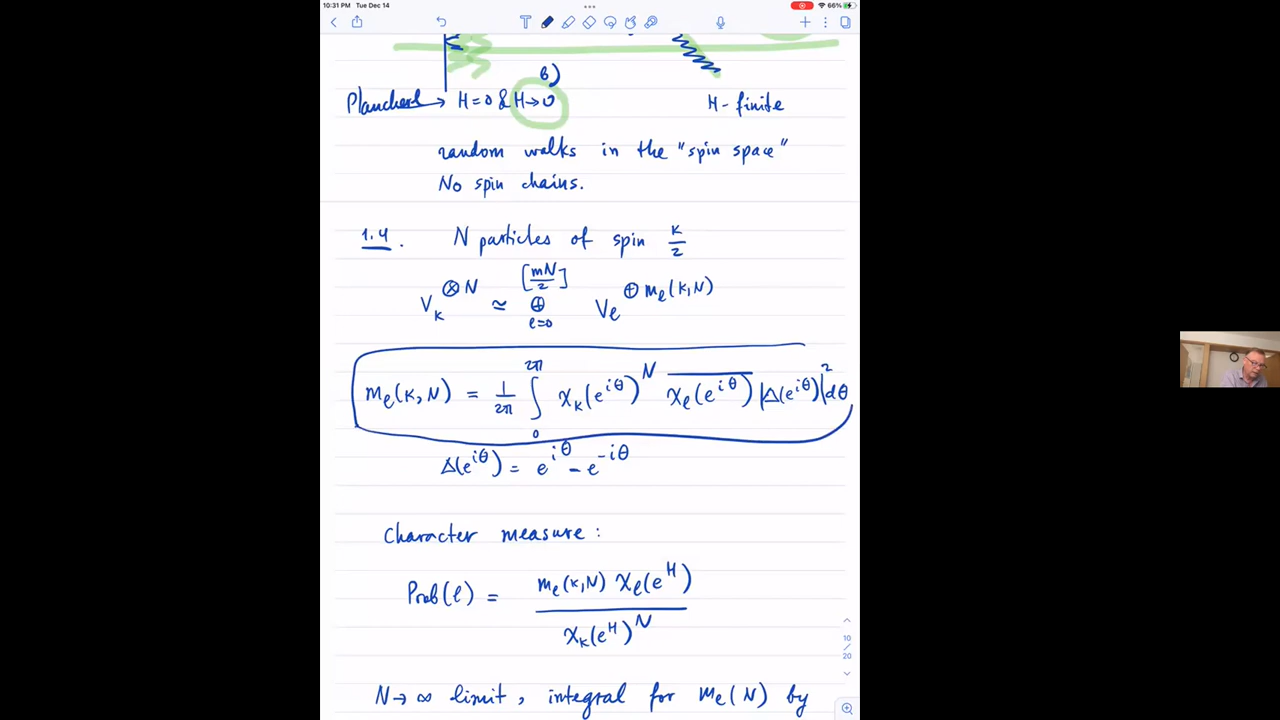 10:31 PM Tue Dec 14
66%
b)
Plancherel → H=0 & H→0
H-finite
random walks in the "spin space"
No spin chains.
1.4. N particles of spin K/2
V_K^{⊗N} ≃ ⊕_{l=0}^{[mN/2]} V_l^{⊕ m_l(K,N)}
m_l(K,N) = 1/2π ∫_0^{2π} χ_K(e^{iθ})^N \overline{χ_l(e^{iθ})} |Δ(e^{iθ})|^2 dθ
Δ(e^{iθ}) = e^{iθ} - e^{-iθ}
Character measure:
Prob(l) = m_l(K,N) χ_l(e^H) / χ_K(e^H)^N
N→∞ limit, integral for m_l(N) by
10
/
20